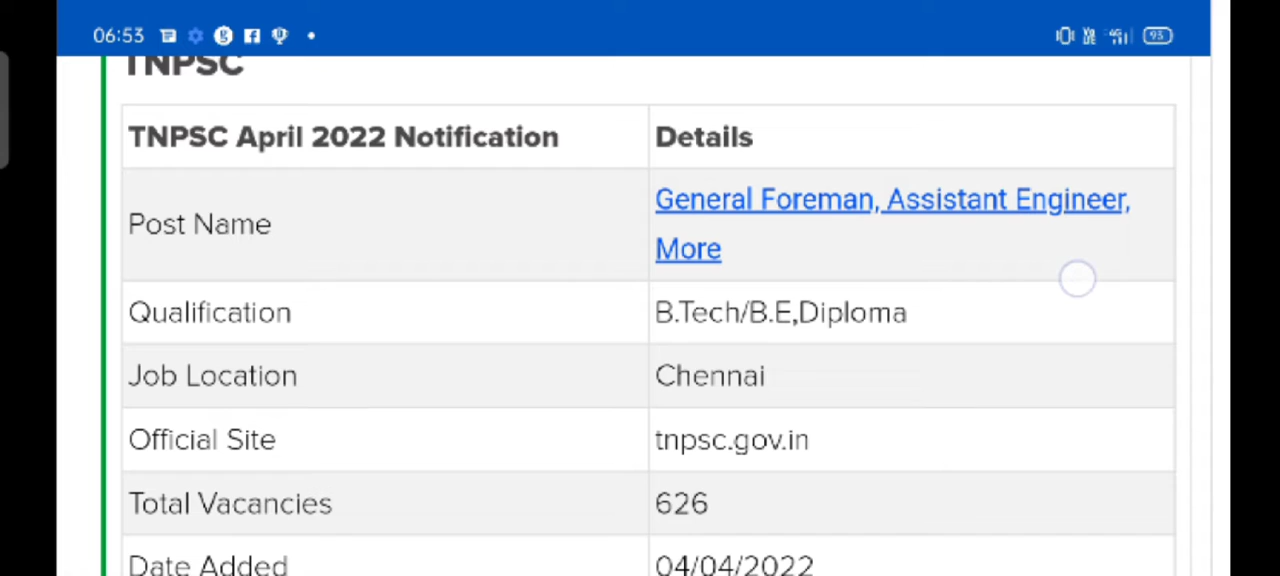 06:53
93
TNPSC
TNPSC April 2022 Notification Details
Post Name General Foreman, Assistant Engineer,
More
Qualification B.Tech/B.E,Diploma
Job Location Chennai
Official Site tnpsc.gov.in
Total Vacancies 626
Date Added 04/04/2022